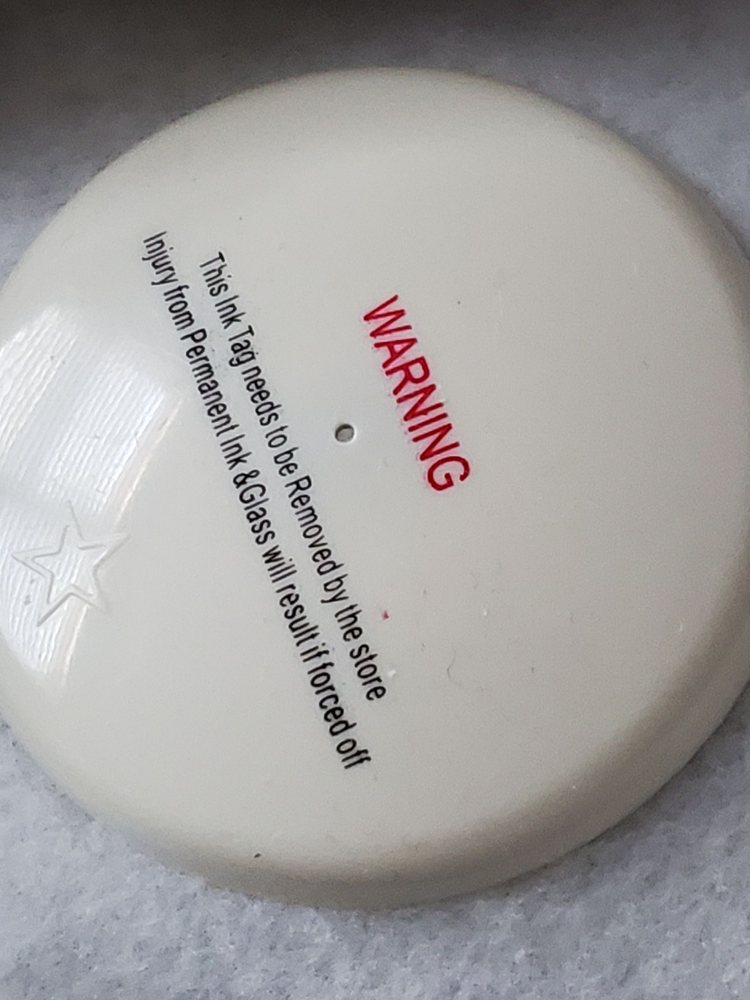 WARNING
This Ink Tag needs to be Removed by the store
Injury from Permanent Ink &Glass will result if forced off